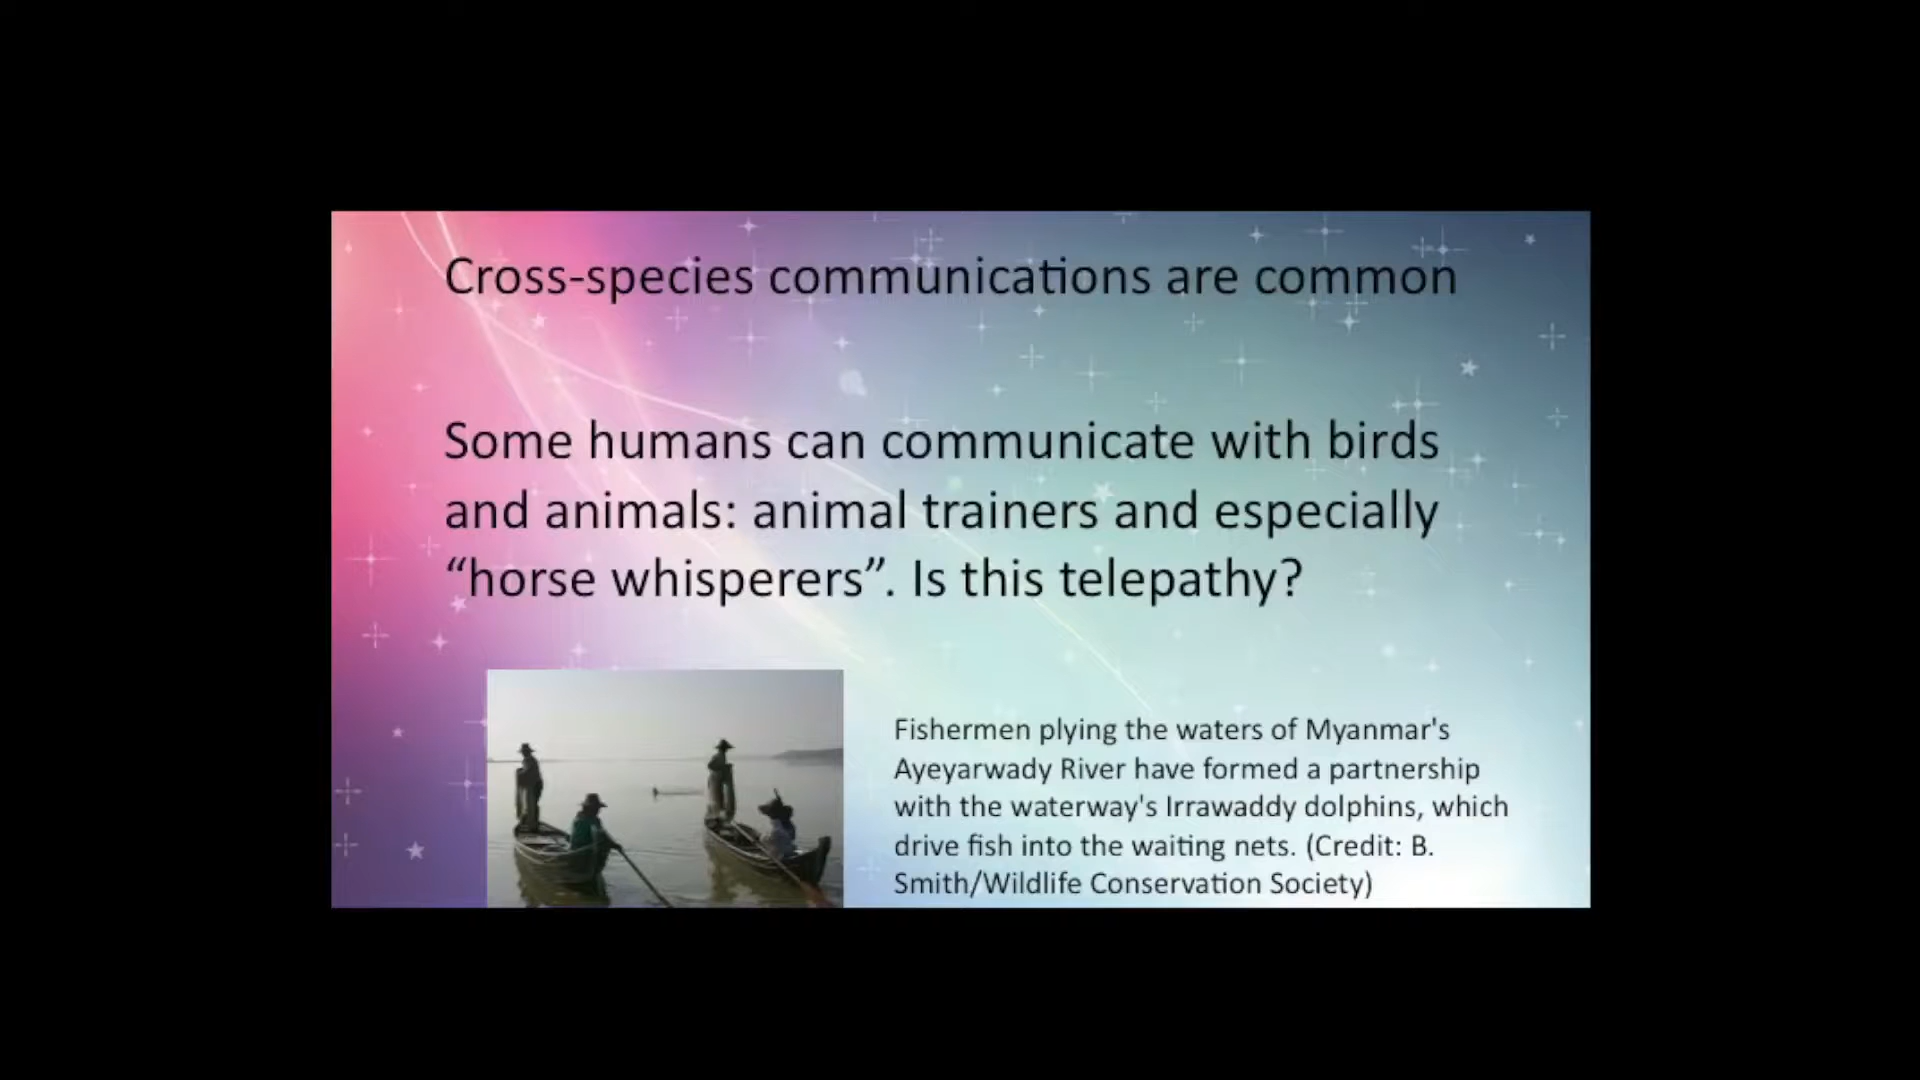 Cross-species communications are common
Some humans can communicate with birds
and animals: animal trainers and especially
“horse whisperers”. Is this telepathy?
Fishermen plying the waters of Myanmar's
Ayeyarwady River have formed a partnership
with the waterway's Irrawaddy dolphins, which
drive fish into the waiting nets. (Credit: B.
Smith/Wildlife Conservation Society)